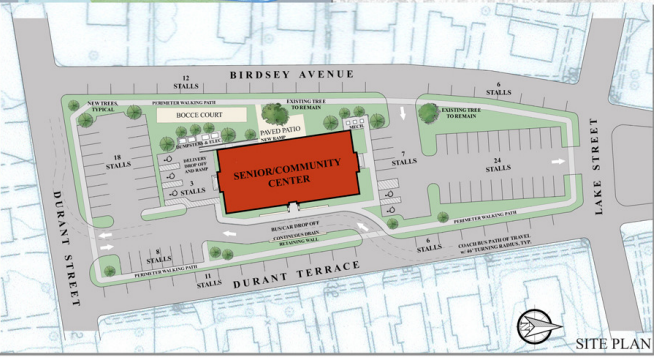 12
STALLS
BIRDSEY AVENUE
6
STALLS
NEW TREES,
TYPICAL
PERIMETER WALKING PATH
EXISTING TREE
TO REMAIN
EXISTING TREE
TO REMAIN
BOCCE COURT
PAVED PATIO
NEW RAMP
MECH
DUMPSTERS & ELEC
18
STALLS
DELIVERY
DROP OFF
AND RAMP
3
STALLS
SENIOR/COMMUNITY
CENTER
7
STALLS
24
STALLS
LAKE STREET
DURANT STREET
BUS/CAR DROP OFF
CONTINUOUS DRAIN
RETAINING WALL
PERIMETER WALKING PATH
8
STALLS
PERIMETER WALKING PATH
11
STALLS
DURANT TERRACE
6
STALLS
COACH BUS PATH OF TRAVEL
w/ 46' TURNING RADIUS, TYP.
SITE PLAN